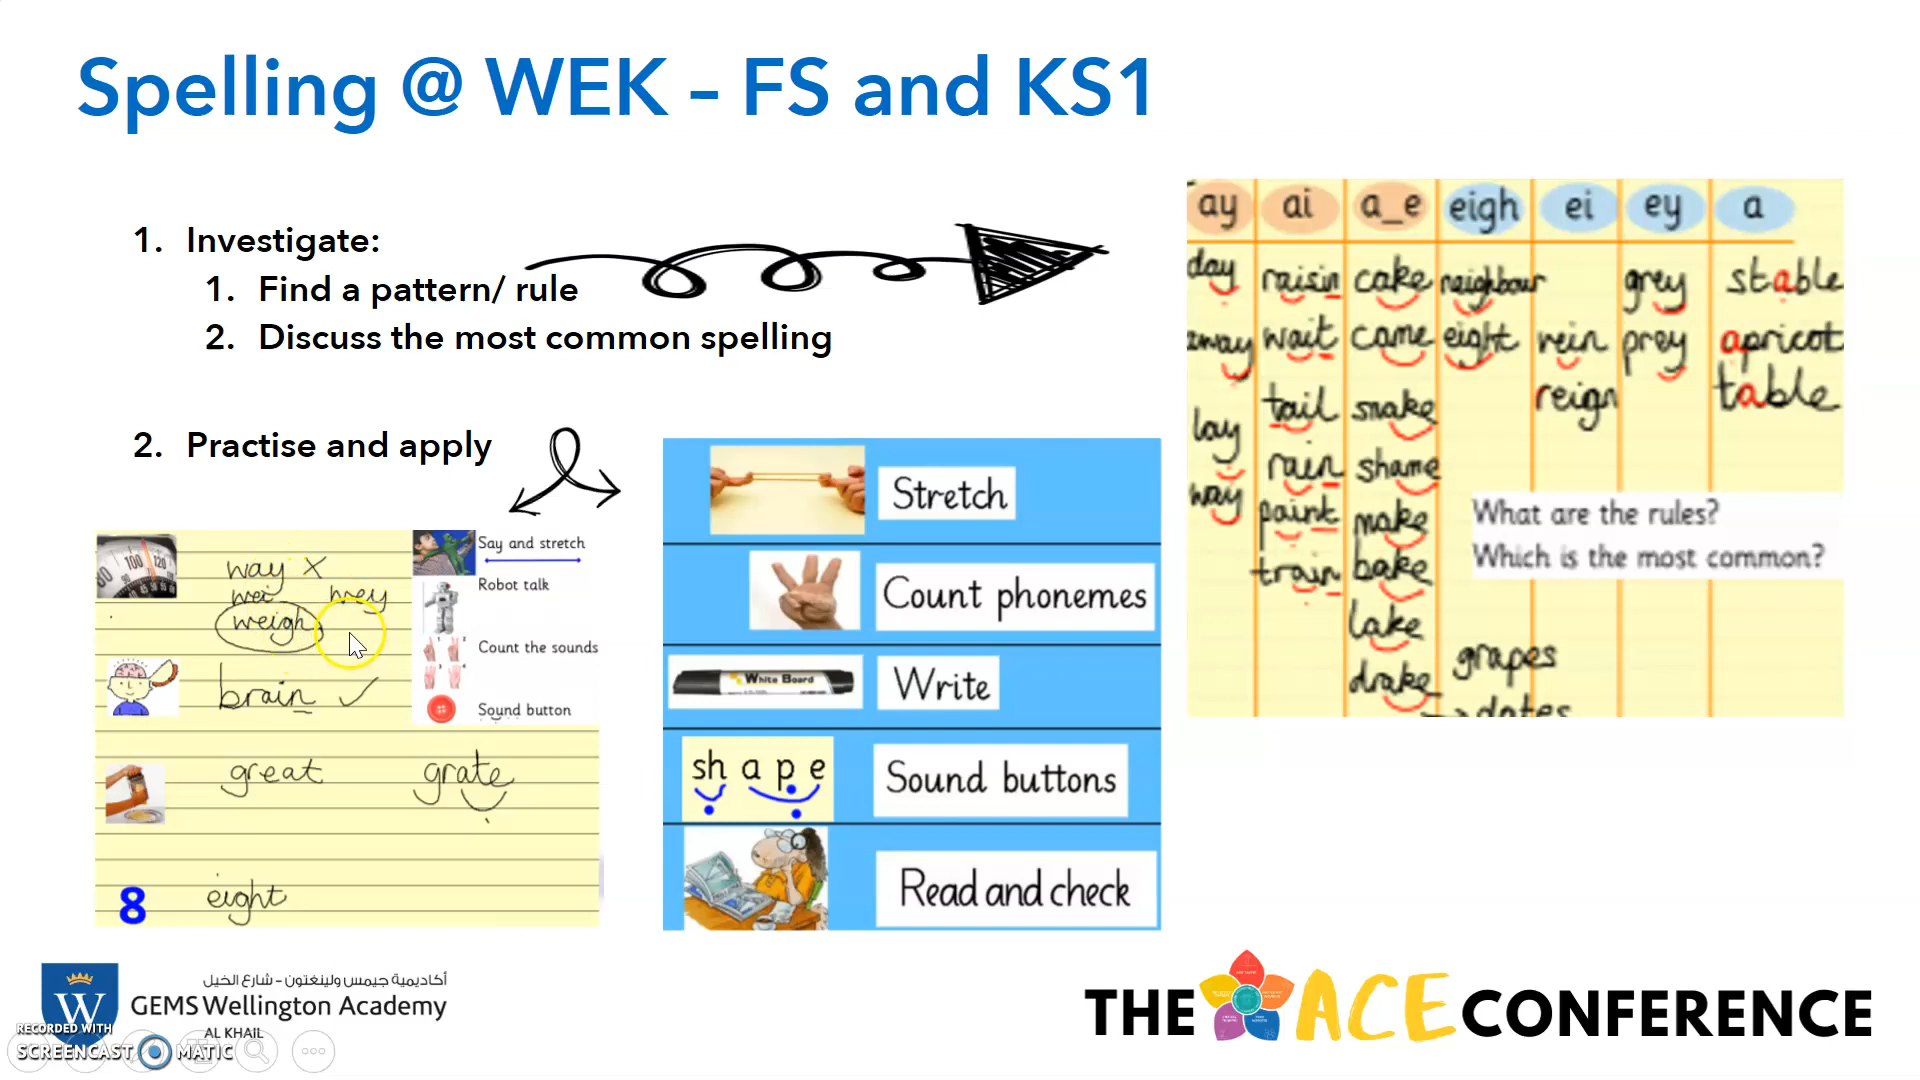 Spelling @ WEK – FS and KS1
1. Investigate:
1. Find a pattern/ rule
2. Discuss the most common spelling
2. Practise and apply
way x
wei wey
weigh
brain ✓
great grate
8 eight
Say and stretch
Robot talk
Count the sounds
Sound button
Stretch
Count phonemes
White Board
Write
shape
Sound buttons
Read and check
ay ai a_e eigh ei ey a
day raisin cake neighbour grey stable
away wait came eight rein prey apricot
lay tail snake reign table
way rain shame
paint make
train bake
lake
drake
grapes
dates
What are the rules?
Which is the most common?
أكاديمية جيمس ولينغتون – شارع الخيل
W GEMS Wellington Academy
AL KHAIL
RECORDED WITH
SCREENCAST MATIC
THE ACE CONFERENCE